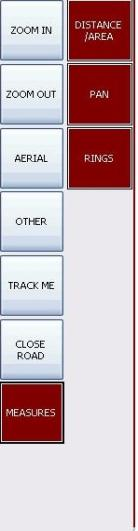 ZOOM IN
DISTANCE
/AREA
ZOOM OUT
PAN
AERIAL
RINGS
OTHER
TRACK ME
CLOSE
ROAD
MEASURES